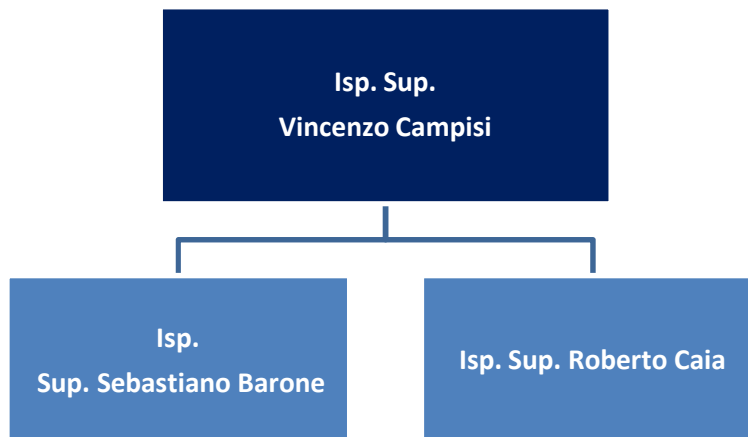 Isp. Sup.
Vincenzo Campisi
Isp.
Sup. Sebastiano Barone
Isp. Sup. Roberto Caia